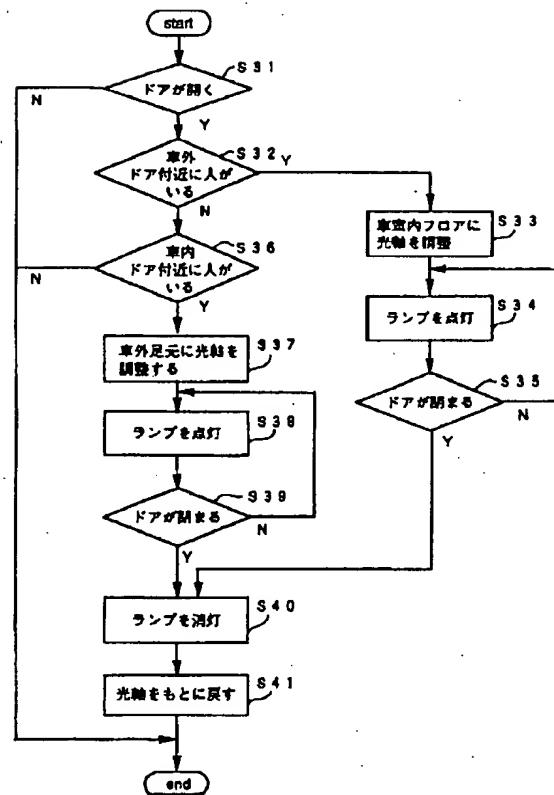 start
S31
ドアが開く
N
Y
S32
車外
ドア付近に人が
いる
Y
N
S33
車室内フロアに
光軸を調整
S36
車内
ドア付近に人が
いる
N
Y
S34
ランプを点灯
S37
車外足元に光軸を
調整する
S35
ドアが閉まる
N
Y
S38
ランプを点灯
S39
ドアが閉まる
N
Y
S40
ランプを消灯
S41
光軸をもとに戻す
end